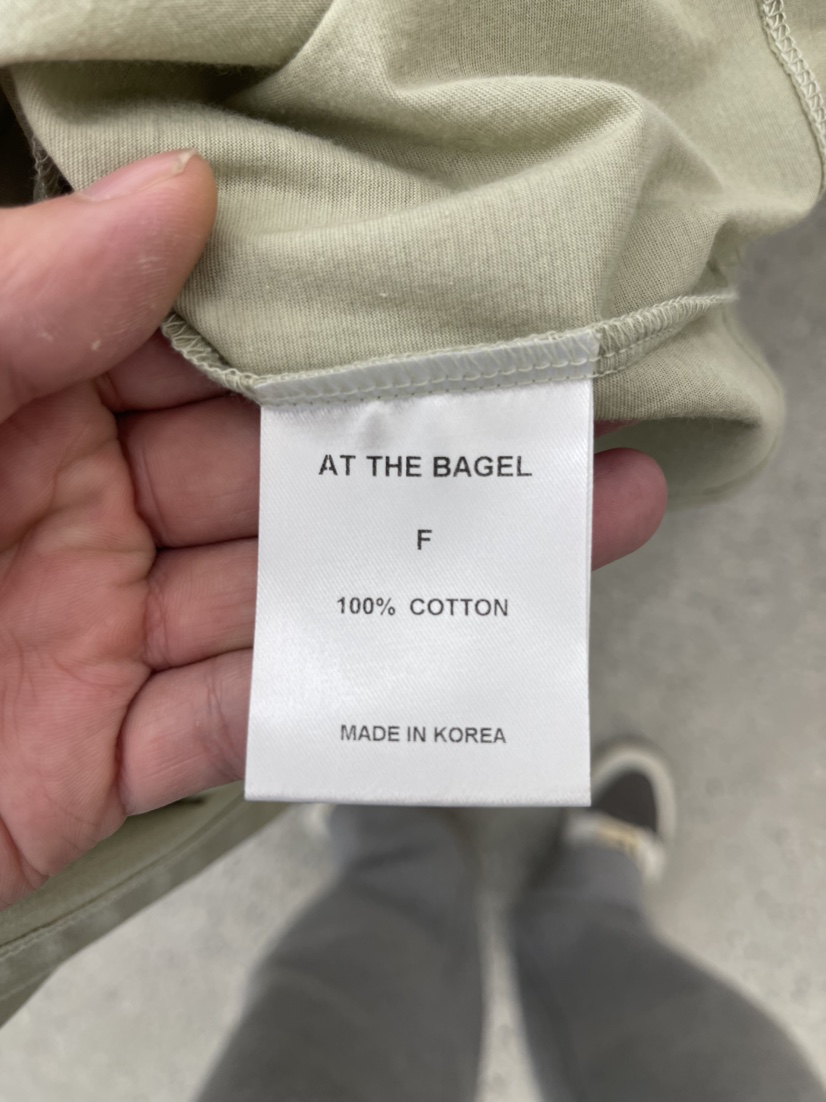 AT THE BAGEL
F
100% COTTON
MADE IN KOREA